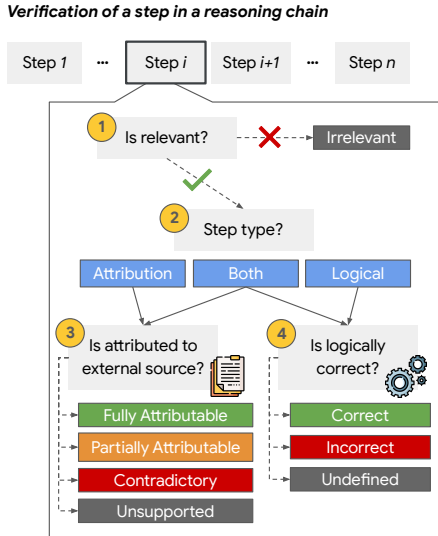 Verification of a step in a reasoning chain
Step 1 ... Step i Step i+1 ... Step n
1
Is relevant?
Irrelevant
2
Step type?
Attribution Both Logical
3
Is attributed to
external source?
4
Is logically
correct?
Fully Attributable
Partially Attributable
Contradictory
Unsupported
Correct
Incorrect
Undefined